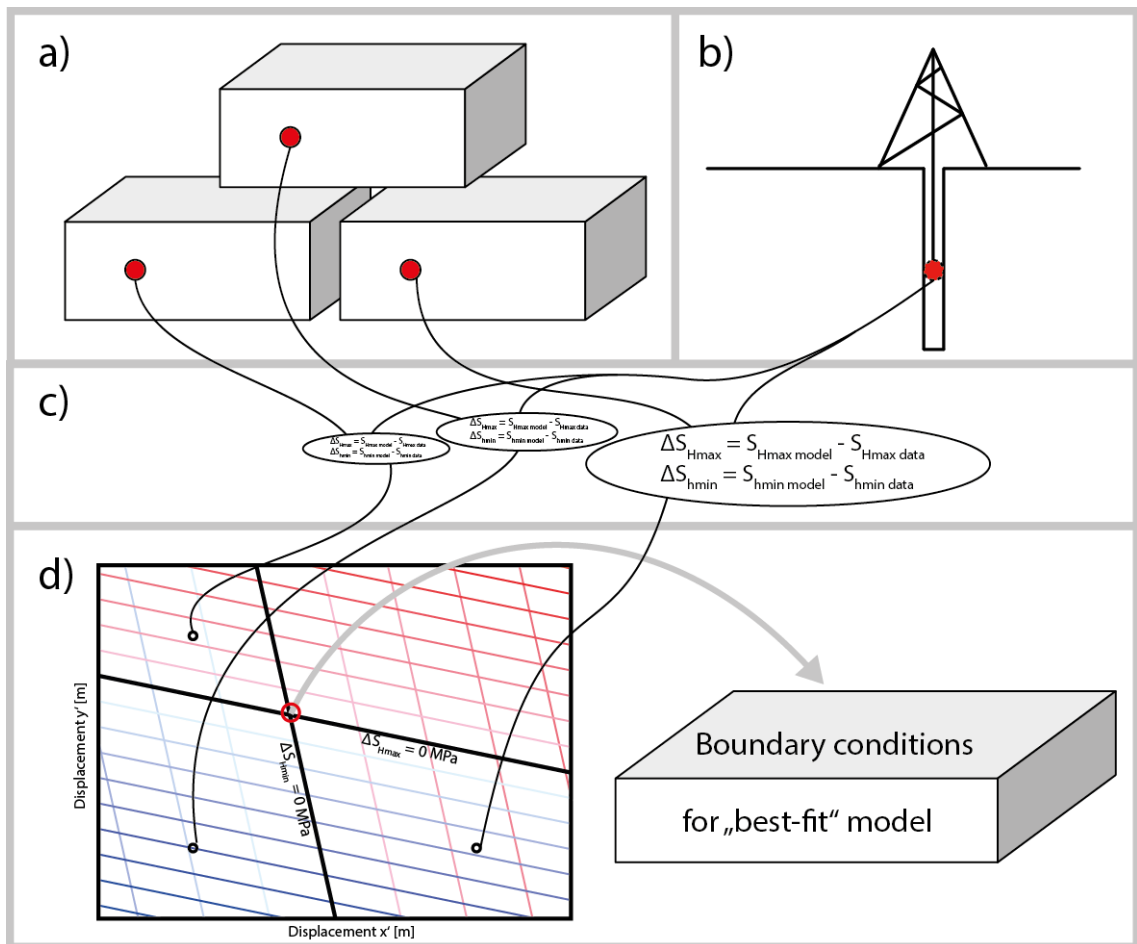 a)
b)
c)
ΔS_Hmax = S_Hmax model - S_Hmax data
ΔS_hmin = S_hmin model - S_hmin data
ΔS_Hmax = S_Hmax model - S_Hmax data
ΔS_hmin = S_hmin model - S_hmin data
ΔS_Hmax = S_Hmax model - S_Hmax data
ΔS_hmin = S_hmin model - S_hmin data
d)
Displacement y' [m]
ΔS_Hmax = 0 MPa
ΔS_Hmin = 0 MPa
Displacement x' [m]
Boundary conditions
for „best-fit“ model